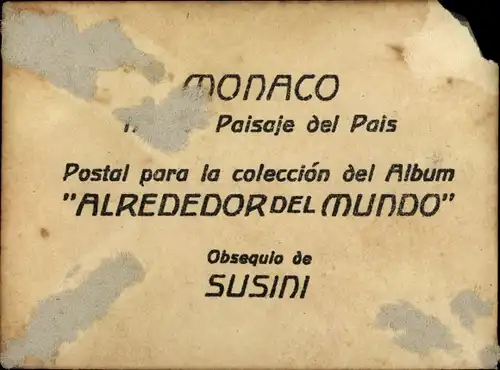 MONACO
Paisaje del Pais
Postal para la colección del Album
"ALREDEDOR DEL MUNDO"
Obsequio de
SUSINI